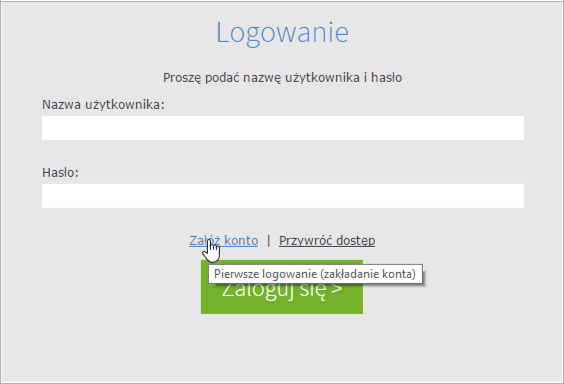 Logowanie
Proszę podać nazwę użytkownika i hasło
Nazwa użytkownika:
Hasło:
Załóż konto | Przywróć dostęp
Pierwsze logowanie (zakładanie konta)
Zaloguj się >